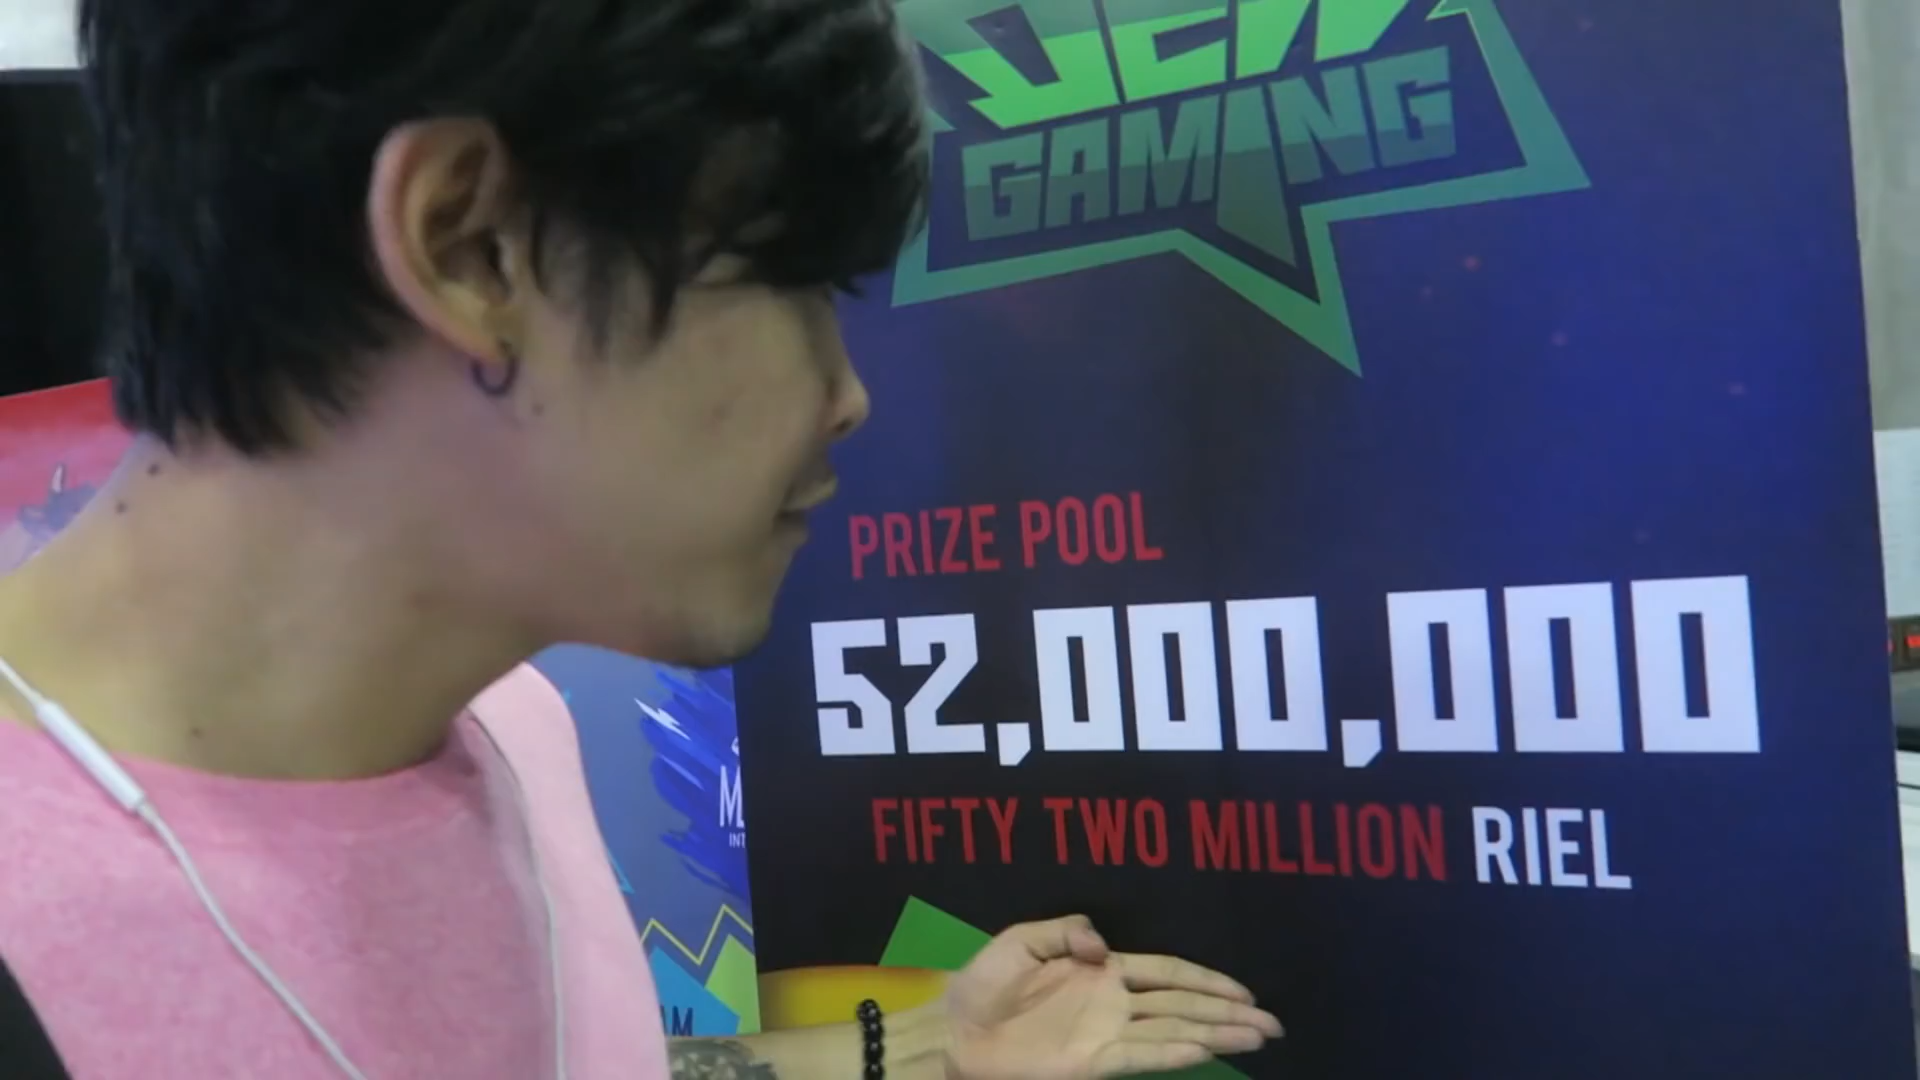 GAMING
PRIZE POOL
52,000,000
FIFTY TWO MILLION RIEL